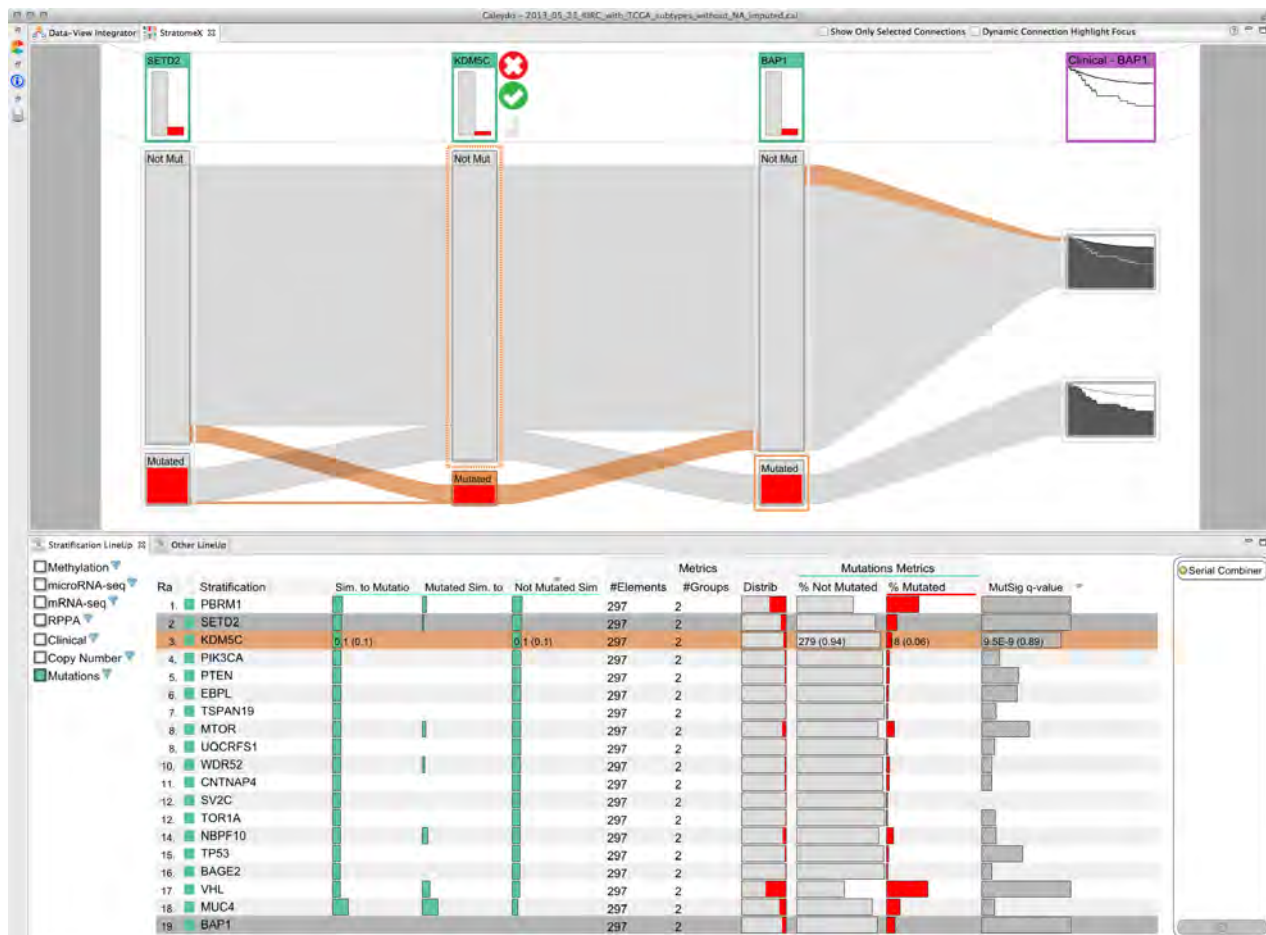 Caleydo - 2013_05_23_KIRC_with_TCGA_subtypes_without_NA_imputed.cal
Data-View Integrator StratomeX Show Only Selected Connections Dynamic Connection Highlight Focus
SETD2 KDM5C BAP1 Clinical - BAP1
Not Mut Not Mut Not Mut
Mutated Mutated Mutated
Stratification LineUp Other LineUp
Methylation
microRNA-seq
mRNA-seq
RPPA
Clinical
Copy Number
Mutations
Metrics Mutations Metrics
Ra Stratification Sim. to Mutatio Mutated Sim. to Not Mutated Sim #Elements #Groups Distrib % Not Mutated % Mutated MutSig q-value
1. PBRM1 297 2
2. SETD2 297 2
3. KDM5C 0.1 (0.1) 0.1 (0.1) 297 2 279 (0.94) 8 (0.06) 9.5E-9 (0.89)
4. PIK3CA 297 2
5. PTEN 297 2
6. EBPL 297 2
7. TSPAN19 297 2
8. MTOR 297 2
8. UQCRFS1 297 2
10. WDR52 297 2
11. CNTNAP4 297 2
12. SV2C 297 2
12. TOR1A 297 2
14. NBPF10 297 2
15. TP53 297 2
16. BAGE2 297 2
17. VHL 297 2
18. MUC4 297 2
19. BAP1 297 2
Serial Combiner